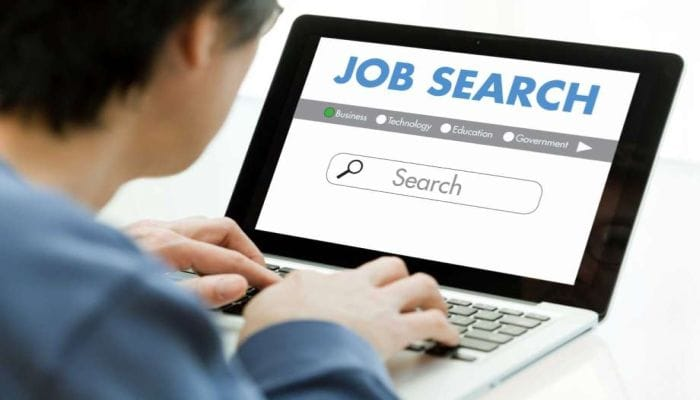 JOB SEARCH
Business Technology Education Government
Search